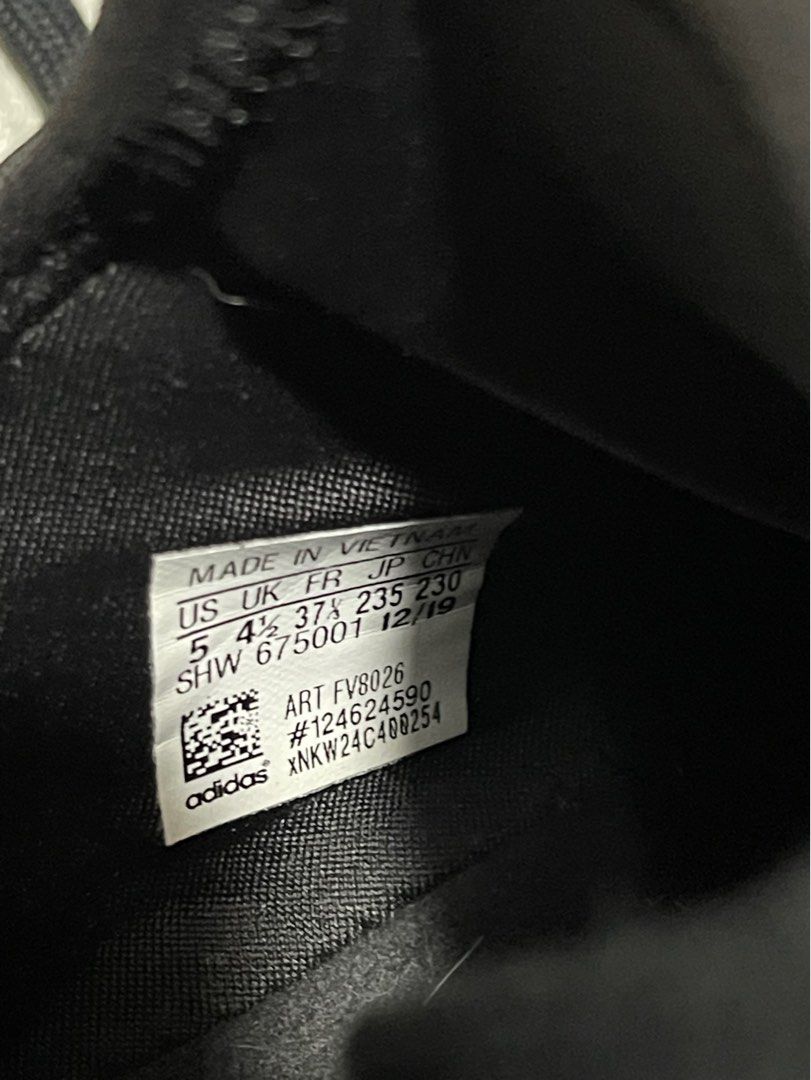 MADE IN VIETNAM
US UK FR JP CHN
5 4½ 37⅓ 235 230
SHW 675001 12/19
ART FV8026
#124624590
xNKW24C400254
adidas®